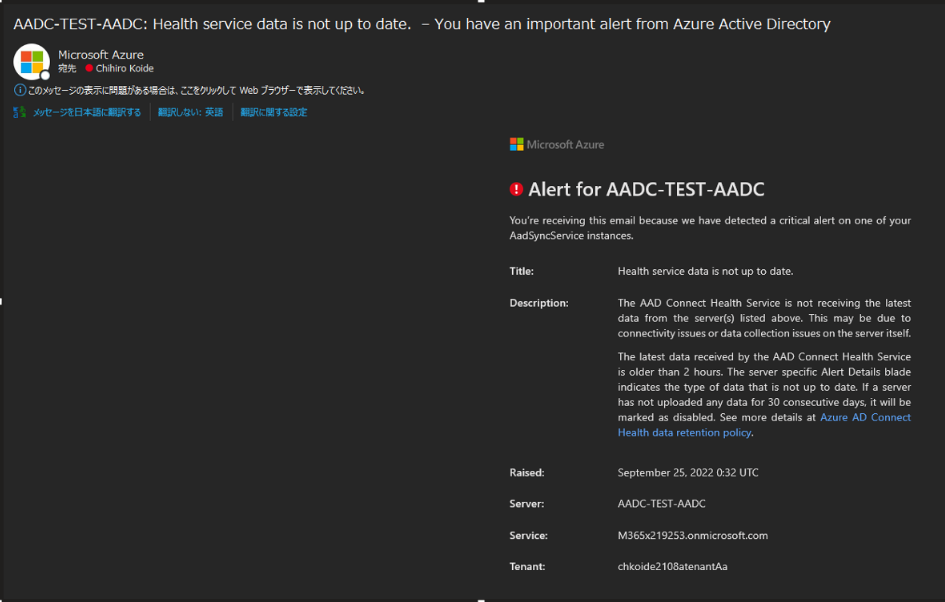 AADC-TEST-AADC: Health service data is not up to date. – You have an important alert from Azure Active Directory
Microsoft Azure
宛先 Chihiro Koide
このメッセージの表示に問題がある場合は、ここをクリックして Web ブラウザーで表示してください。
メッセージを日本語に翻訳する 翻訳しない: 英語 翻訳に関する設定
Microsoft Azure
Alert for AADC-TEST-AADC
You're receiving this email because we have detected a critical alert on one of your
AadSyncService instances.
Title: Health service data is not up to date.
Description: The AAD Connect Health Service is not receiving the latest
data from the server(s) listed above. This may be due to
connectivity issues or data collection issues on the server itself.
The latest data received by the AAD Connect Health Service
is older than 2 hours. The server specific Alert Details blade
indicates the type of data that is not up to date. If a server
has not uploaded any data for 30 consecutive days, it will be
marked as disabled. See more details at Azure AD Connect
Health data retention policy.
Raised: September 25, 2022 0:32 UTC
Server: AADC-TEST-AADC
Service: M365x219253.onmicrosoft.com
Tenant: chkoide2108atenantAa